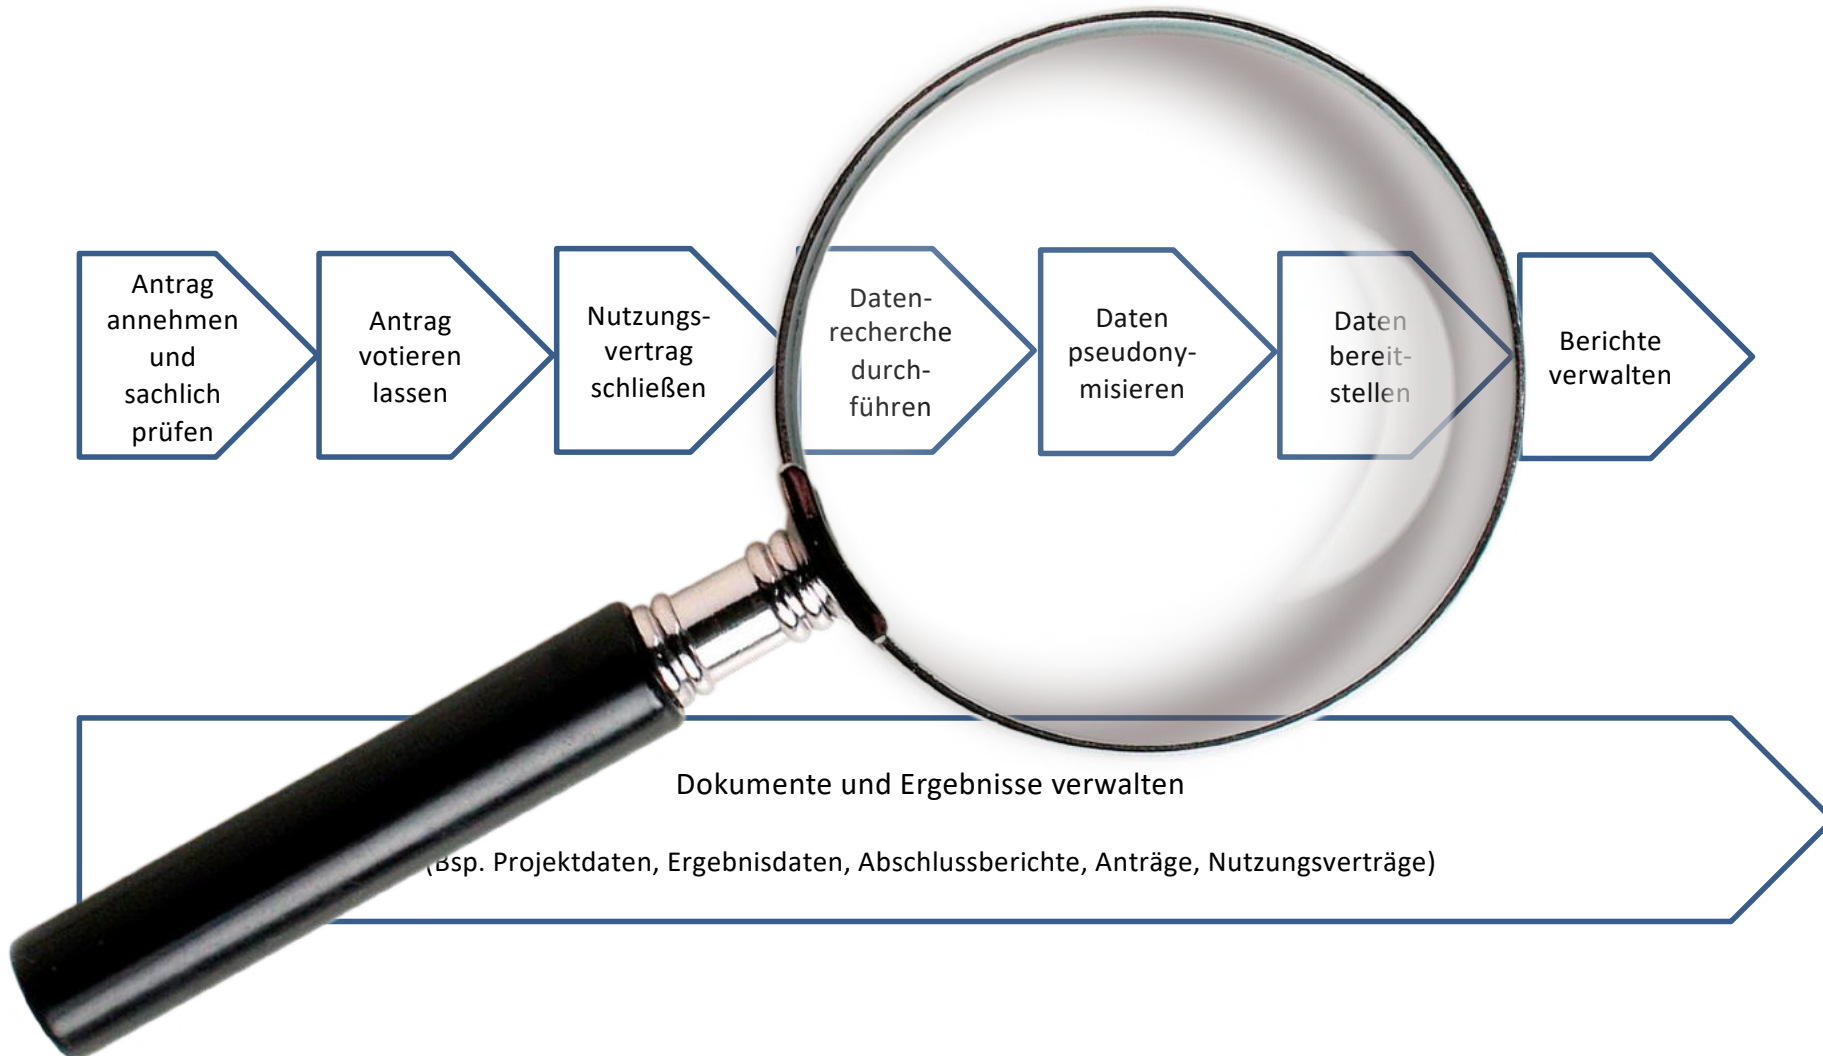 Antrag
annehmen
und
sachlich
prüfen
Antrag
votieren
lassen
Nutzungs-
vertrag
schließen
Daten-
recherche
durch-
führen
Daten
pseudony-
misieren
Daten
bereit-
stellen
Berichte
verwalten
Dokumente und Ergebnisse verwalten
(Bsp. Projektdaten, Ergebnisdaten, Abschlussberichte, Anträge, Nutzungsverträge)